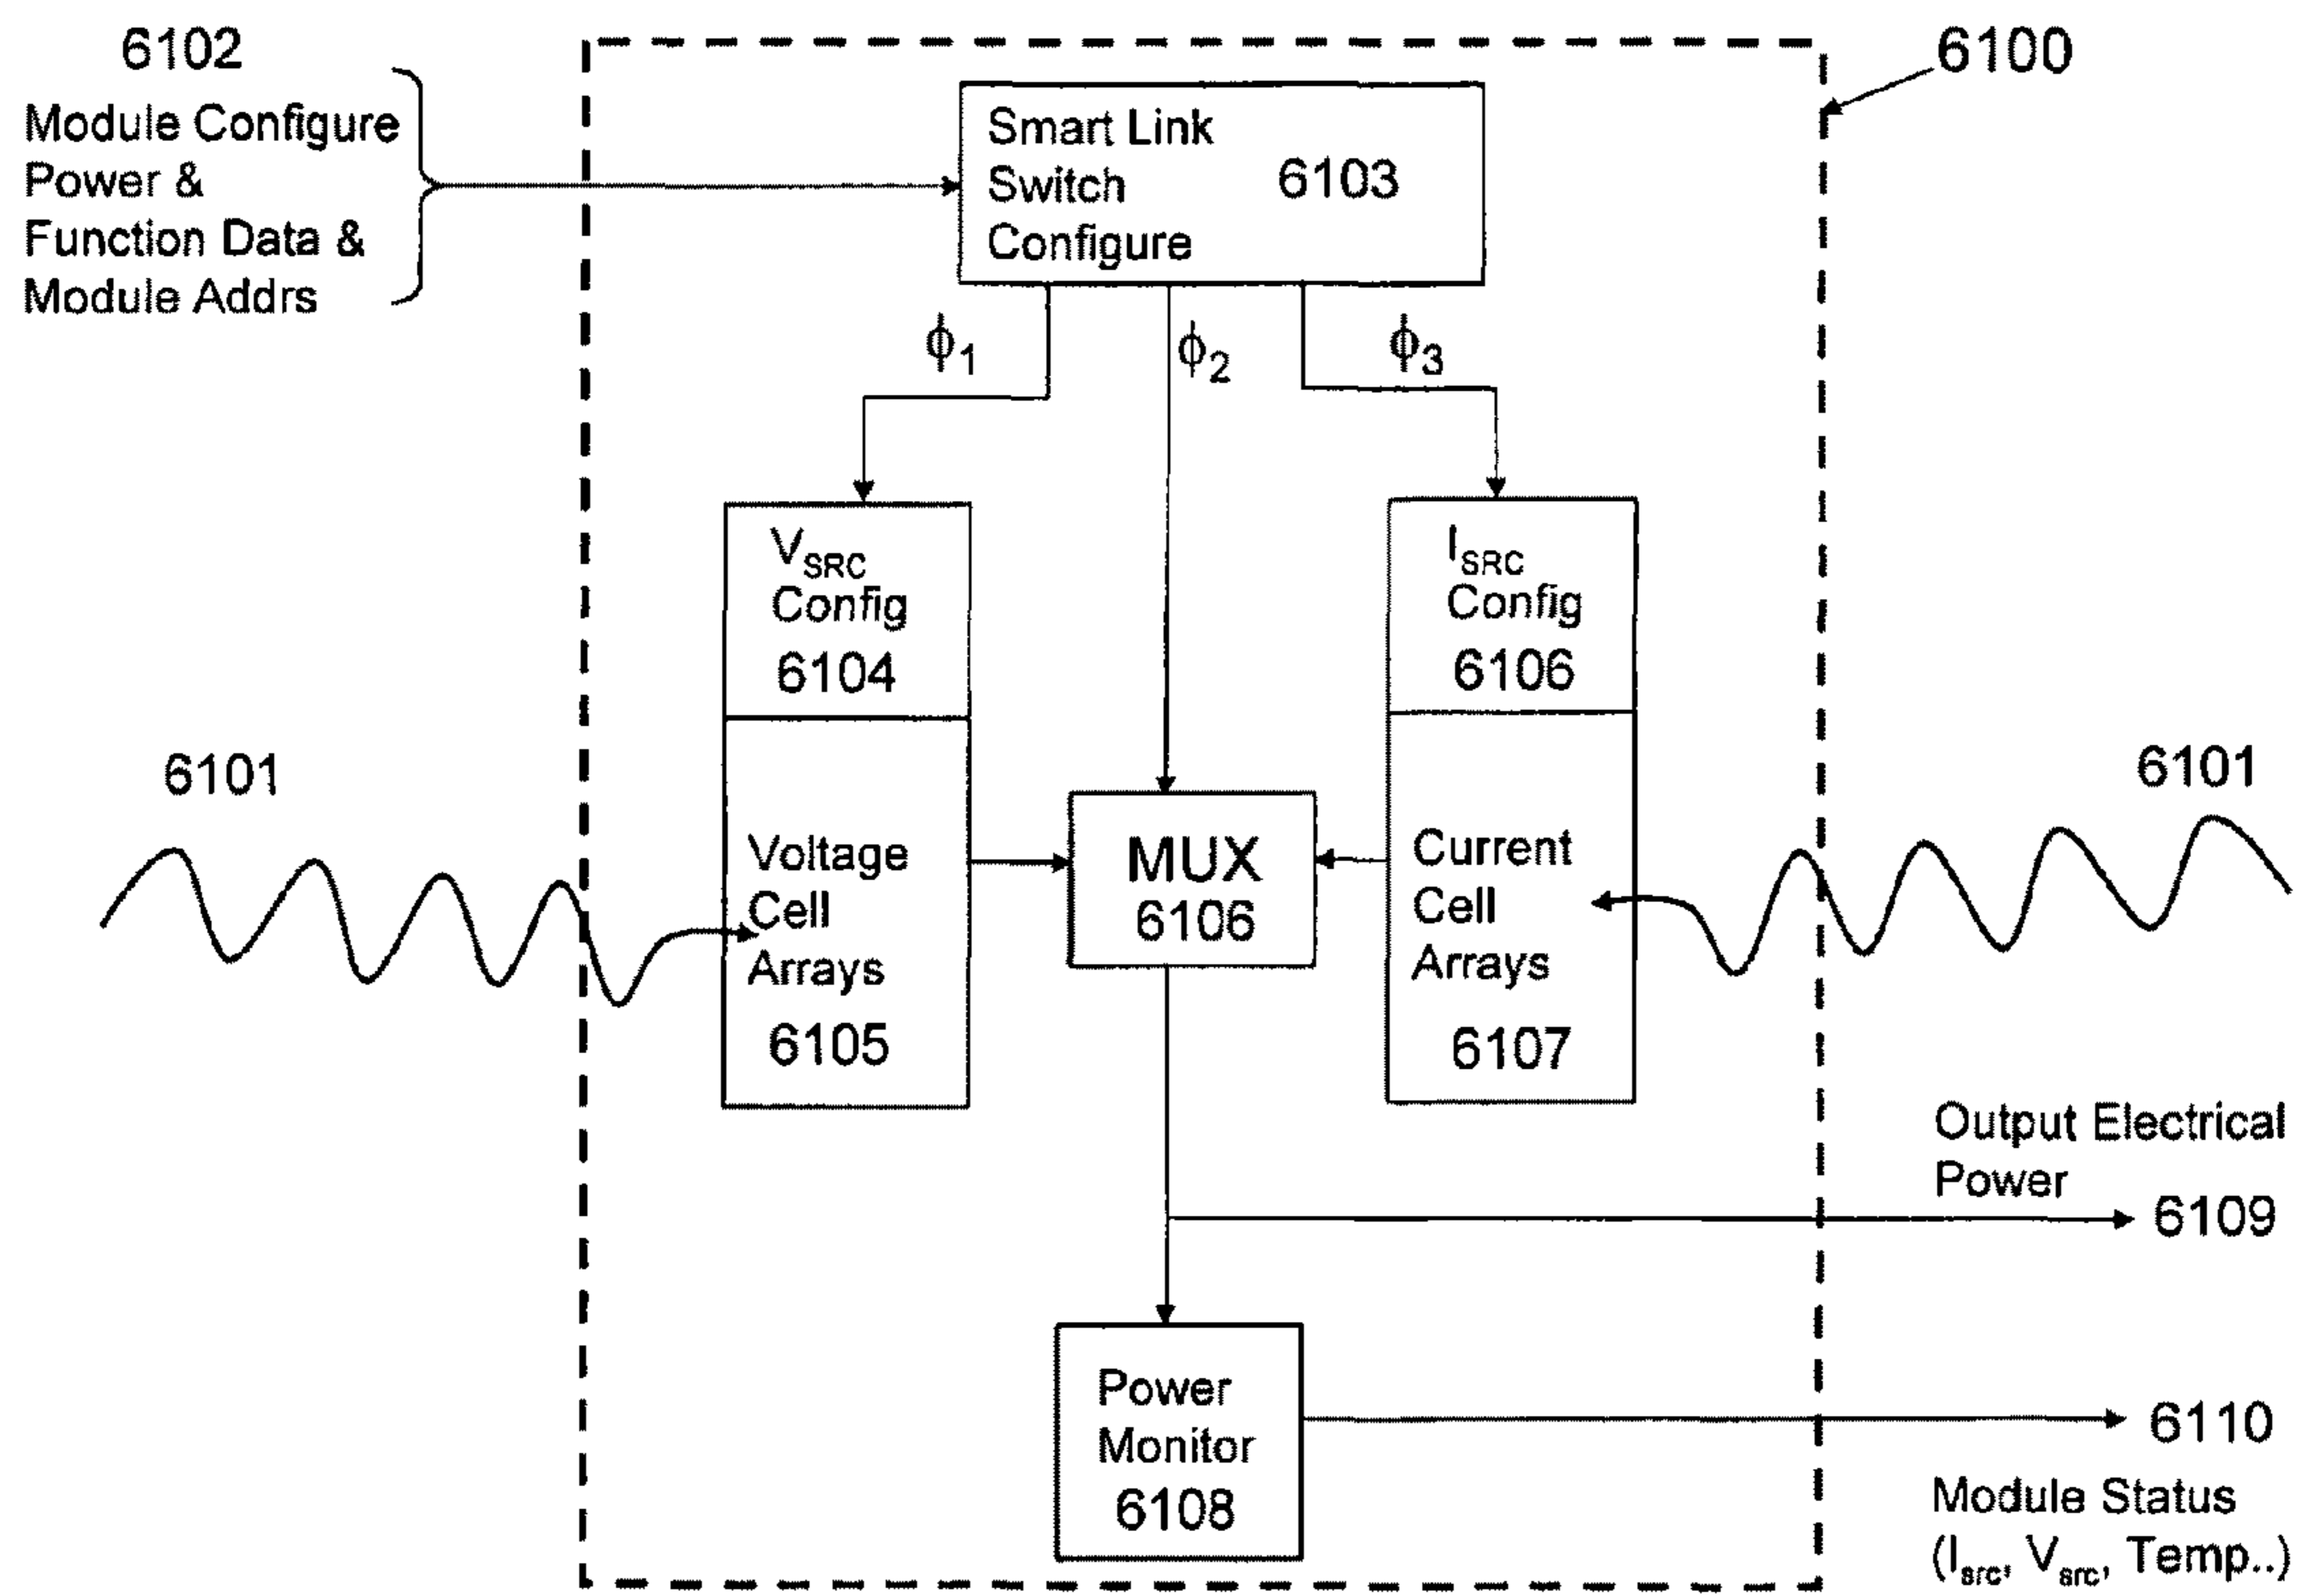 6102
Module Configure
Power &
Function Data &
Module Addrs
6100
Smart Link
Switch
Configure
6103
ϕ1
ϕ2
ϕ3
VSRC
Config
6104
ISRC
Config
6106
6101
6101
Voltage
Cell
Arrays
6105
MUX
6106
Current
Cell
Arrays
6107
Output Electrical
Power
6109
Power
Monitor
6108
6110
Module Status
(Isrc, Vsrc, Temp..)